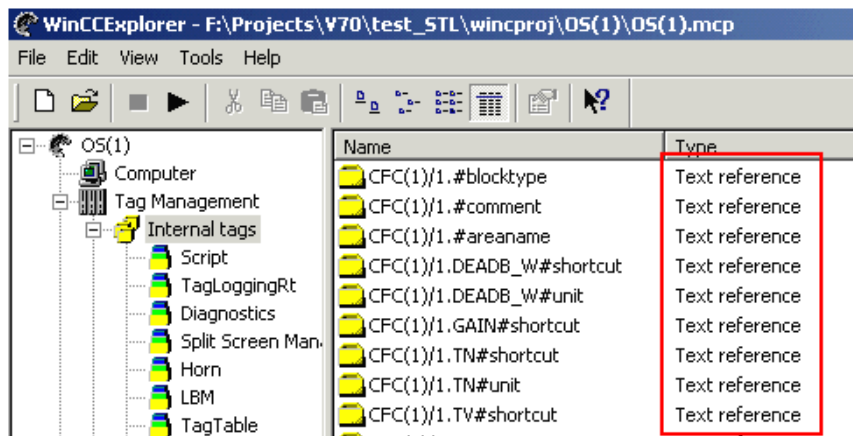 WinCCExplorer - F:\Projects\V70\test_STL\wincproj\OS(1)\OS(1).mcp
File Edit View Tools Help
OS(1)
Computer
Tag Management
Internal tags
Script
TagLoggingRt
Diagnostics
Split Screen Man
Horn
LBM
TagTable
Name Type
CFC(1)/1.#blocktype Text reference
CFC(1)/1.#comment Text reference
CFC(1)/1.#areaname Text reference
CFC(1)/1.DEADB_W#shortcut Text reference
CFC(1)/1.DEADB_W#unit Text reference
CFC(1)/1.GAIN#shortcut Text reference
CFC(1)/1.TN#shortcut Text reference
CFC(1)/1.TN#unit Text reference
CFC(1)/1.TV#shortcut Text reference